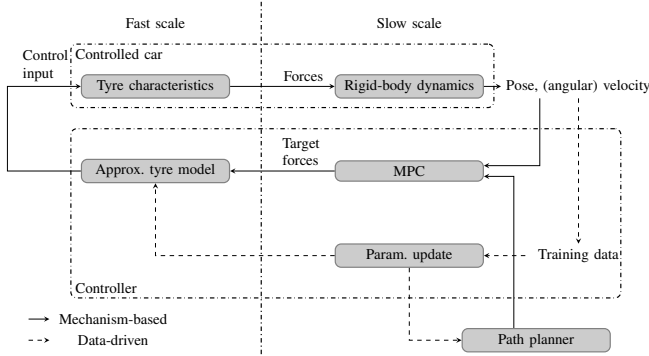 Fast scale
Slow scale
Control
input
Controlled car
Tyre characteristics
Forces
Rigid-body dynamics
Pose, (angular) velocity
Target
forces
Approx. tyre model
MPC
Param. update
Training data
Controller
Mechanism-based
Data-driven
Path planner